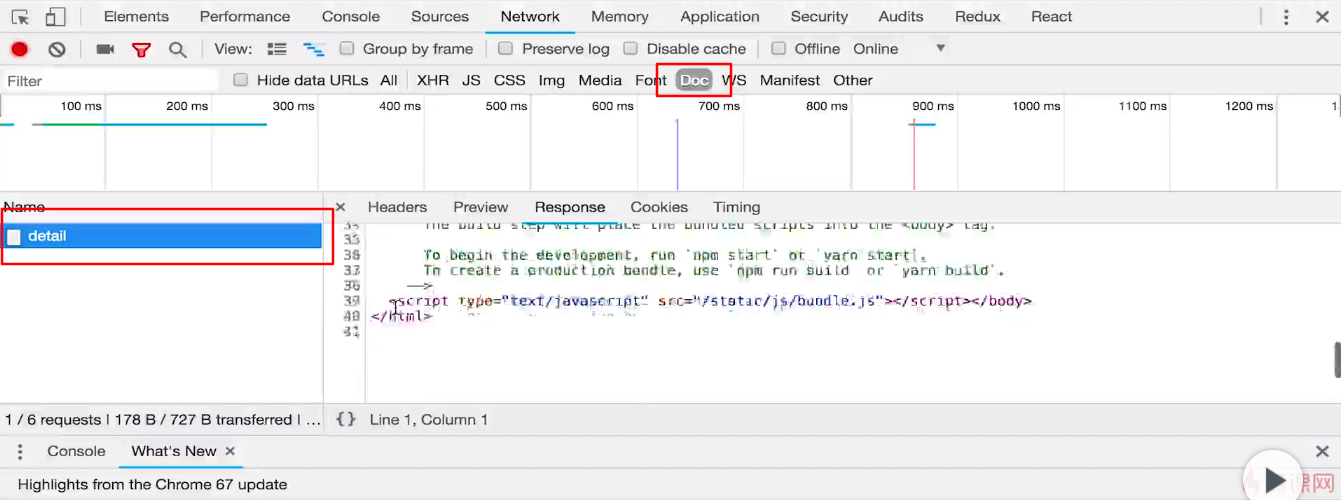 Elements Performance Console Sources Network Memory Application Security Audits Redux React
View: Group by frame Preserve log Disable cache Offline Online
Filter Hide data URLs All XHR JS CSS Img Media Font Doc WS Manifest Other
100 ms 200 ms 300 ms 400 ms 500 ms 600 ms 700 ms 800 ms 900 ms 1000 ms 1100 ms 1200 ms
Name
Headers Preview Response Cookies Timing
detail
The build step will place the bundled scripts into the <body> tag.
35
36 To begin the development, run `npm start` or `yarn start`.
37 To create a production bundle, use `npm run build` or `yarn build`.
-->
39 <script type="text/javascript" src="/static/js/bundle.js"></script></body>
40 </html>
1 / 6 requests | 178 B / 727 B transferred | ...
{} Line 1, Column 1
Console What's New
Highlights from the Chrome 67 update
课网